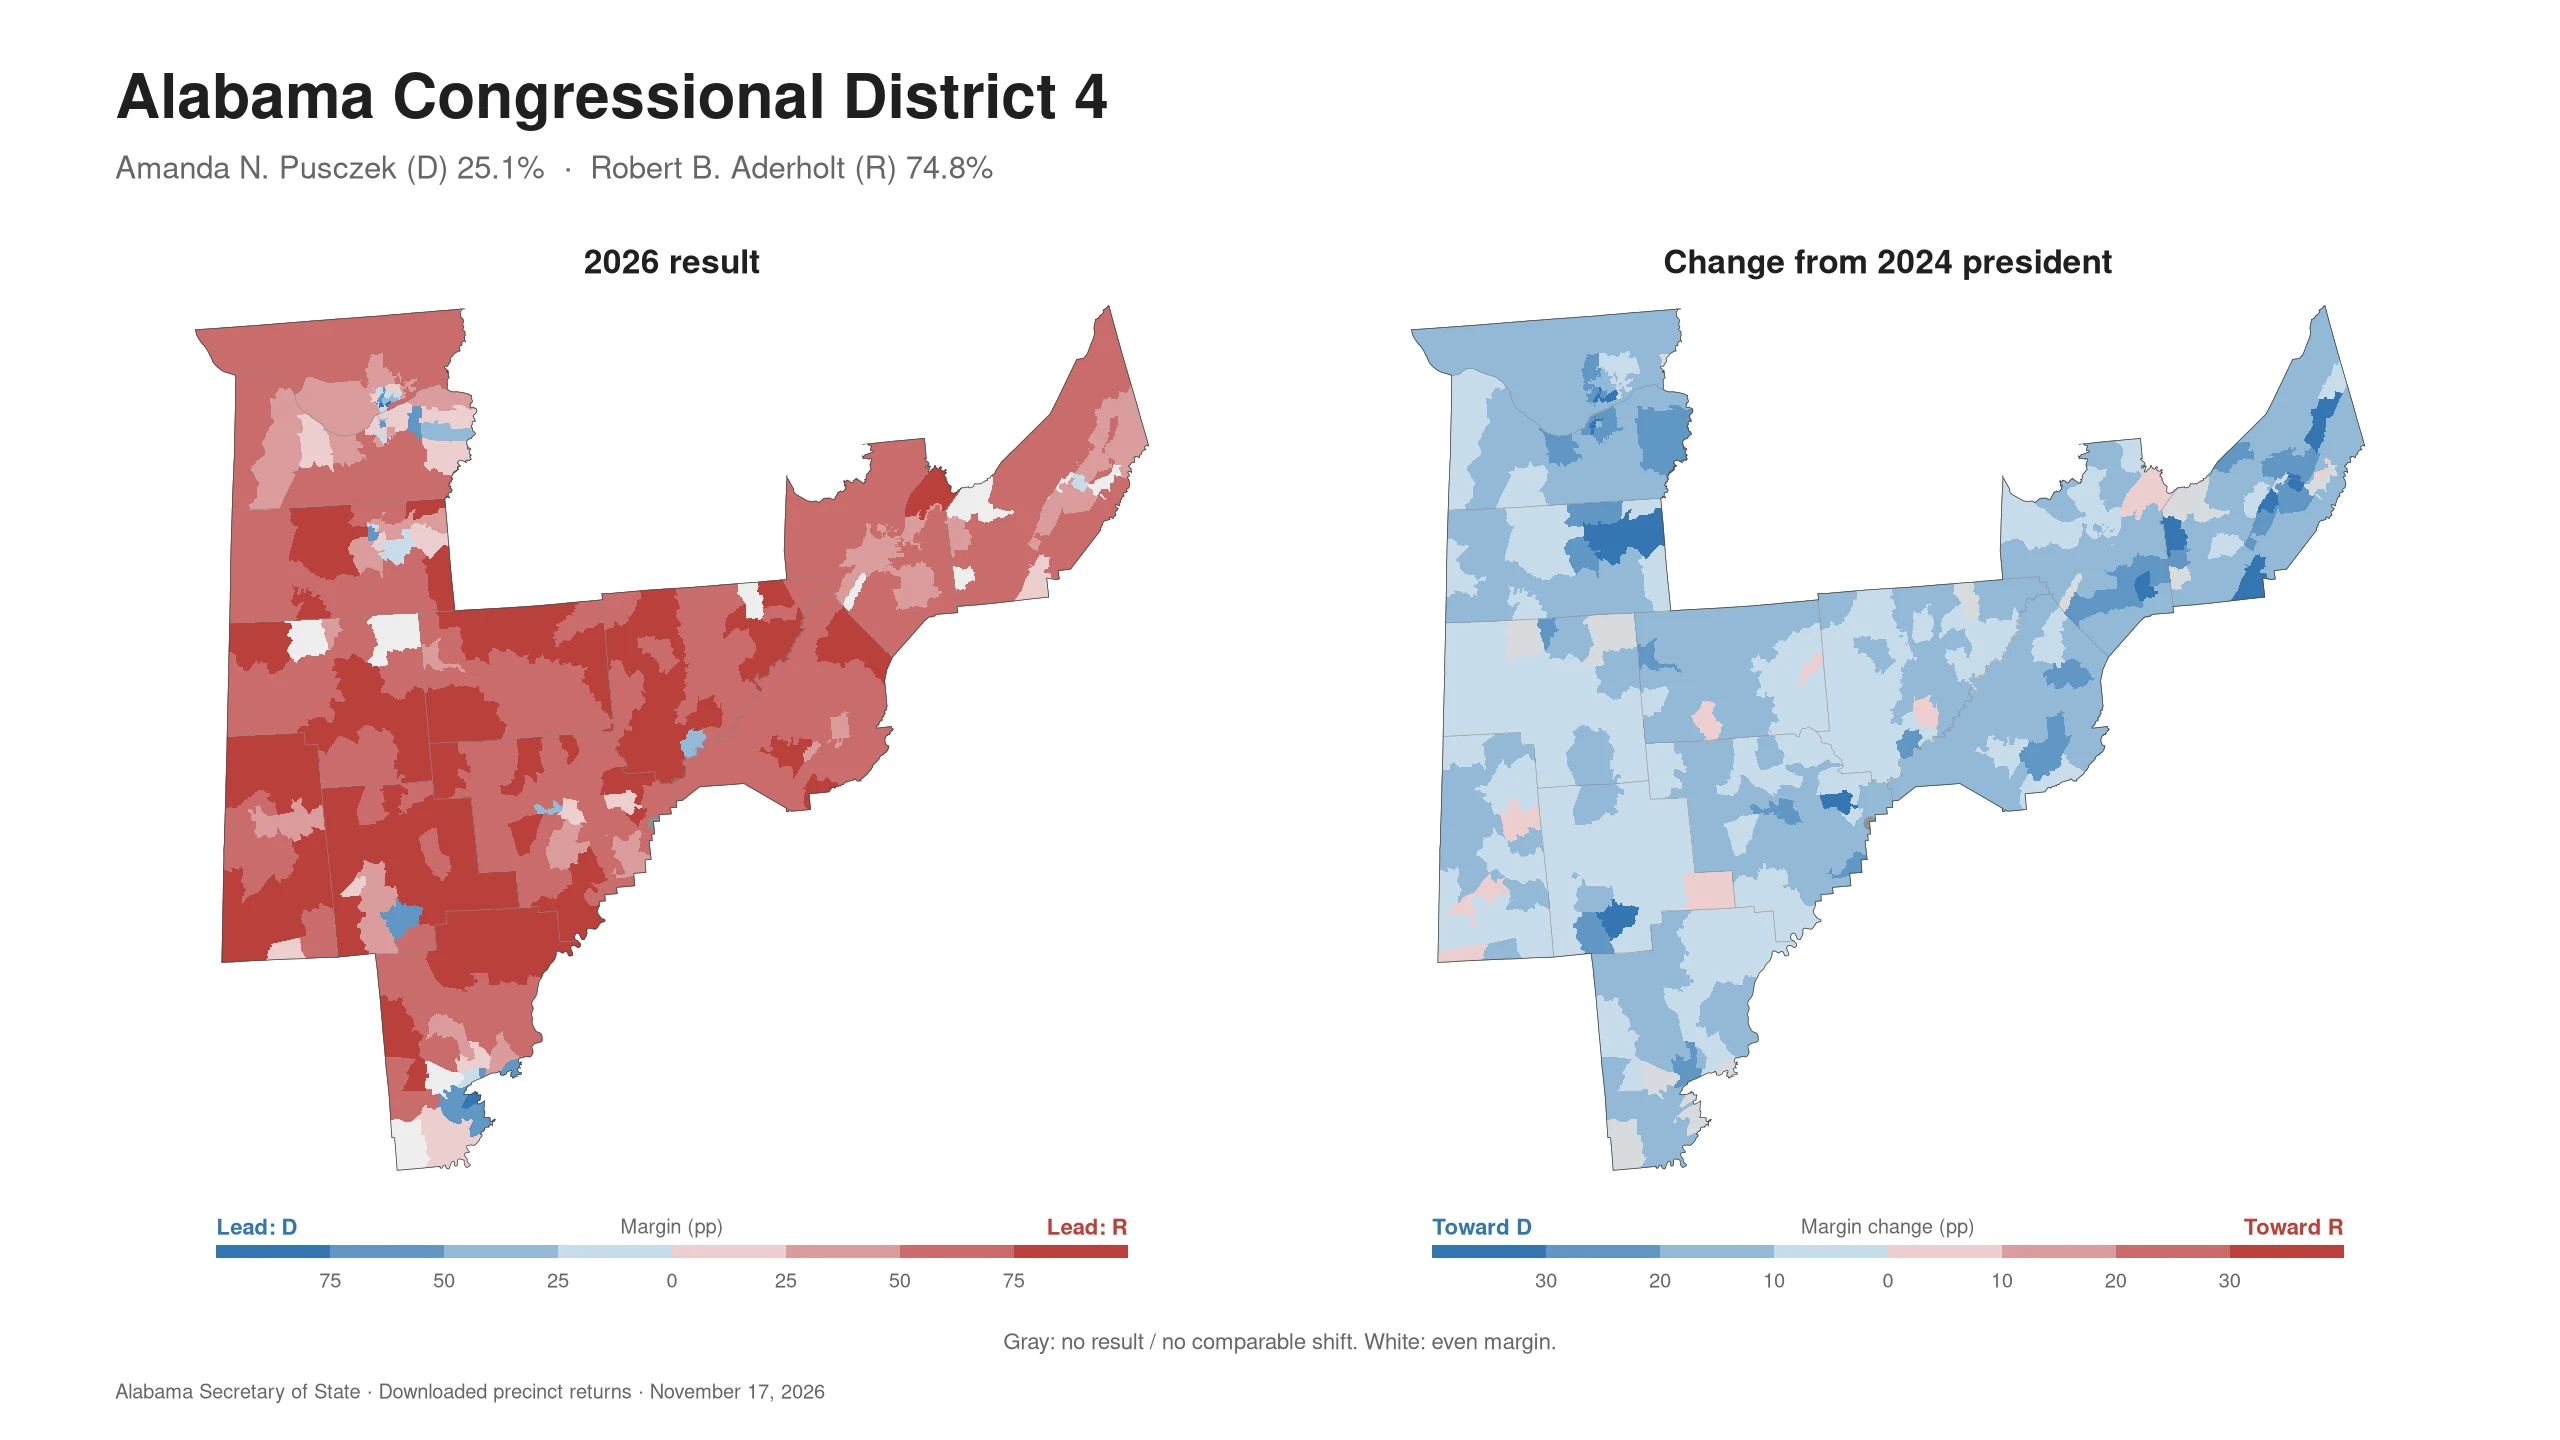 Alabama Congressional District 4
Amanda N. Pusczek (D) 25.1% · Robert B. Aderholt (R) 74.8%
2026 result
Change from 2024 president
Lead: D Margin (pp) Lead: R
75 50 25 0 25 50 75
Toward D Margin change (pp) Toward R
30 20 10 0 10 20 30
Gray: no result / no comparable shift. White: even margin.
Alabama Secretary of State · Downloaded precinct returns · November 17, 2026